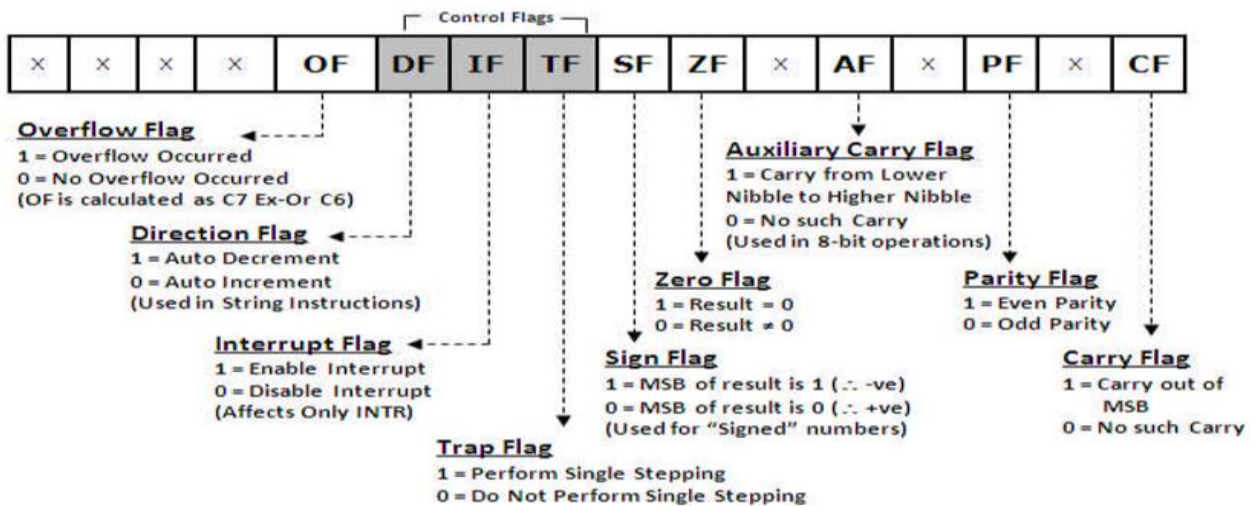 Control Flags
× × × × OF DF IF TF SF ZF × AF × PF × CF
Overflow Flag
1 = Overflow Occurred
0 = No Overflow Occurred
(OF is calculated as C7 Ex-Or C6)
Direction Flag
1 = Auto Decrement
0 = Auto Increment
(Used in String Instructions)
Interrupt Flag
1 = Enable Interrupt
0 = Disable Interrupt
(Affects Only INTR)
Trap Flag
1 = Perform Single Stepping
0 = Do Not Perform Single Stepping
Sign Flag
1 = MSB of result is 1 (∴ -ve)
0 = MSB of result is 0 (∴ +ve)
(Used for “Signed” numbers)
Zero Flag
1 = Result = 0
0 = Result ≠ 0
Auxiliary Carry Flag
1 = Carry from Lower
Nibble to Higher Nibble
0 = No such Carry
(Used in 8-bit operations)
Parity Flag
1 = Even Parity
0 = Odd Parity
Carry Flag
1 = Carry out of
MSB
0 = No such Carry